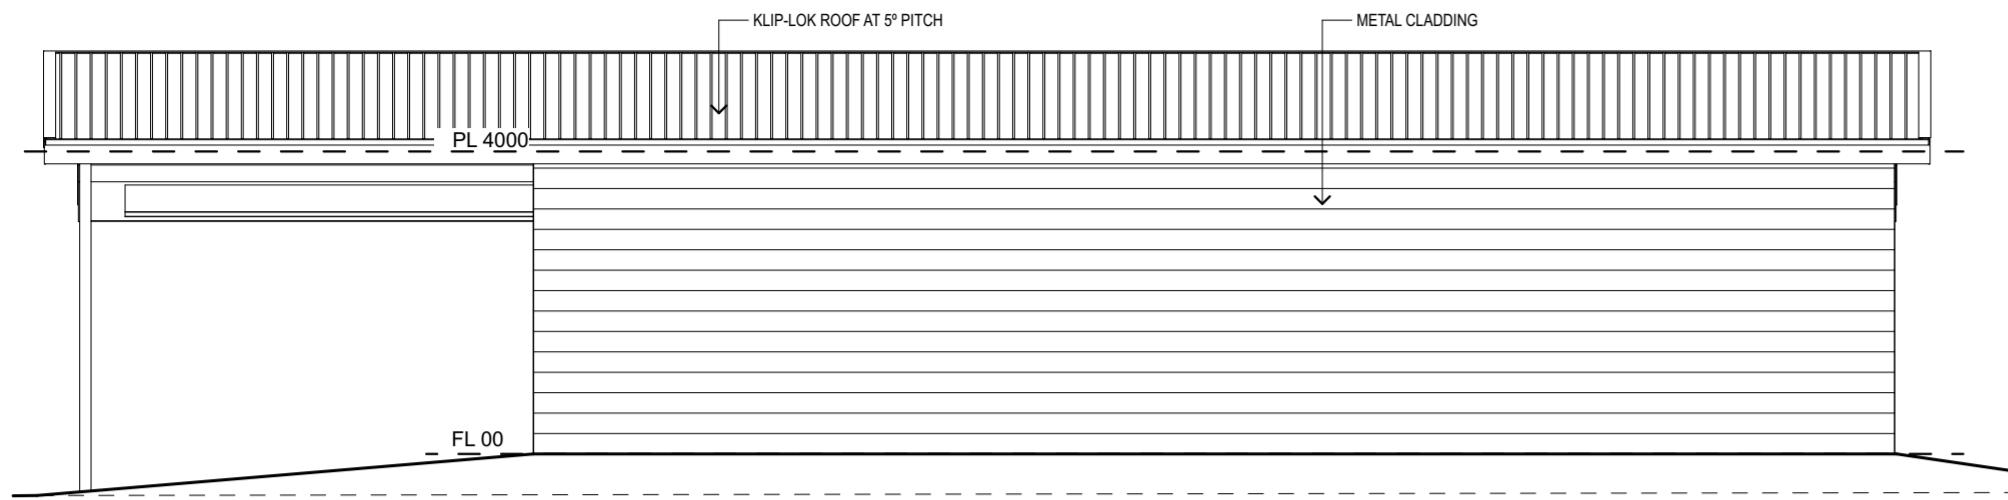 KLIP-LOK ROOF AT 5º PITCH
METAL CLADDING
PL 4000
FL 00